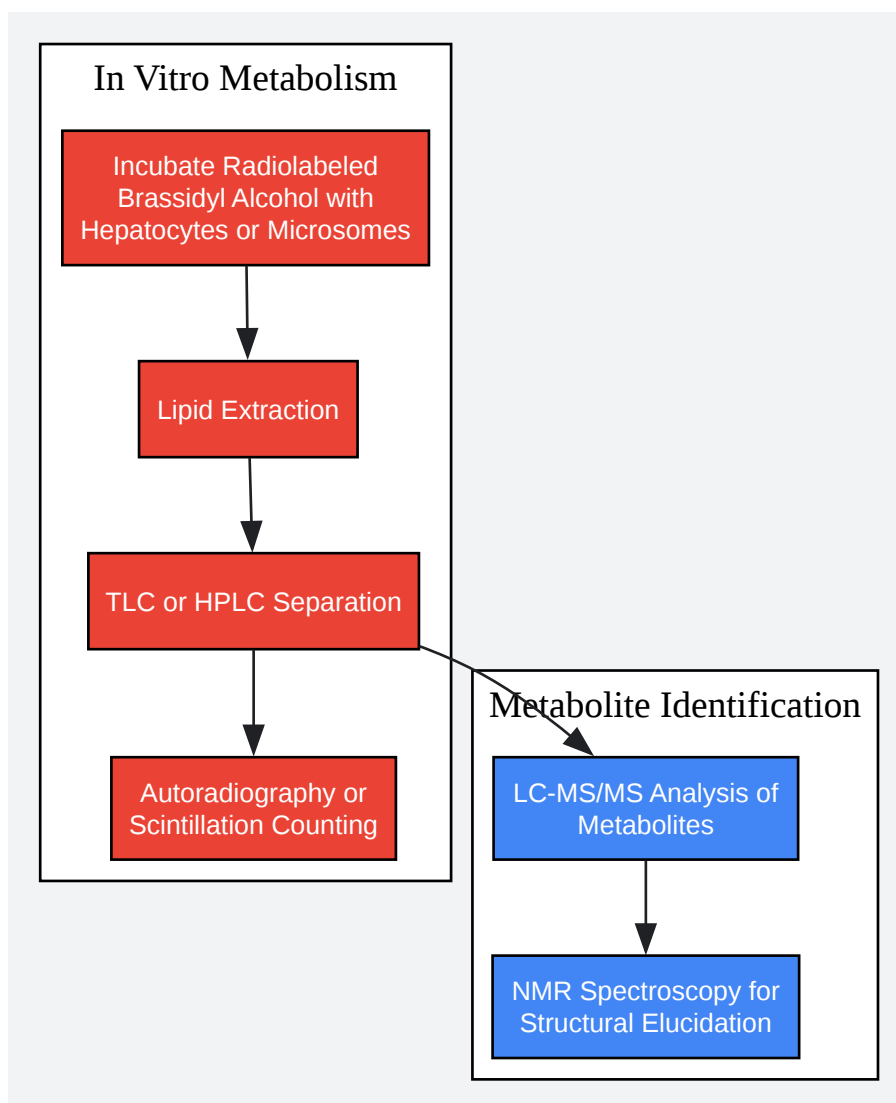 In Vitro Metabolism
Incubate Radiolabeled
Brassidyl Alcohol with
Hepatocytes or Microsomes
Lipid Extraction
TLC or HPLC Separation
Autoradiography or
Scintillation Counting
Metabolite Identification
LC-MS/MS Analysis of
Metabolites
NMR Spectroscopy for
Structural Elucidation